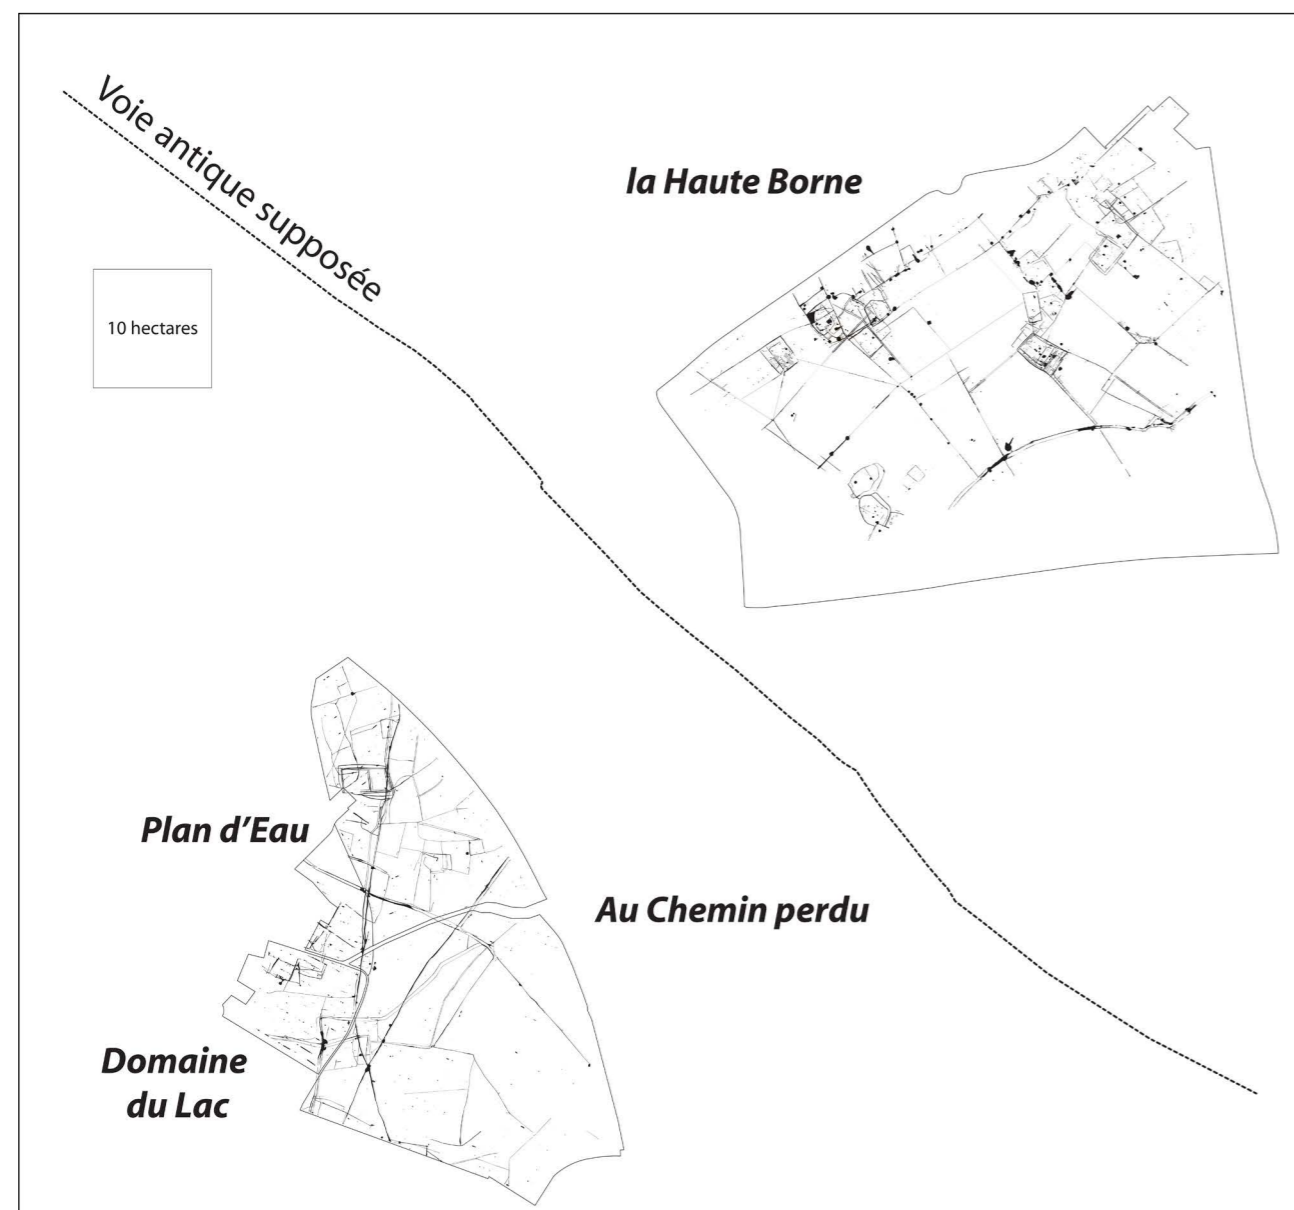 Voie antique supposée
la Haute Borne
10 hectares
Plan d’Eau
Au Chemin perdu
Domaine
du Lac